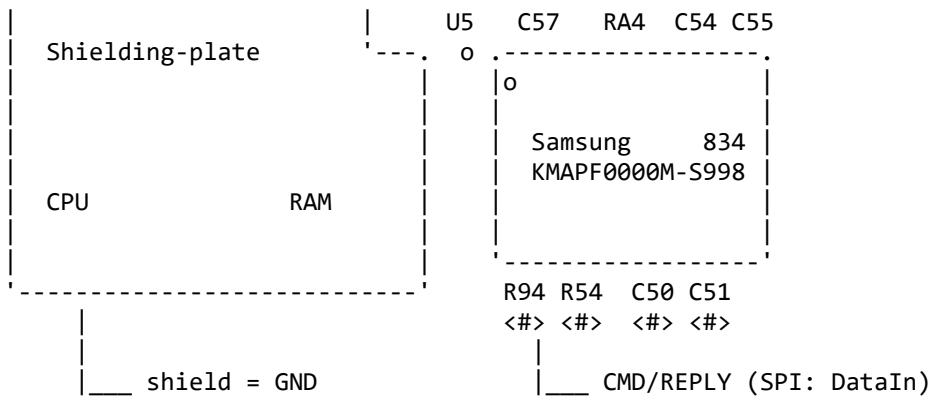 U5 C57 RA4 C54 C55
Shielding-plate o
o
Samsung 834
KMAPF0000M-S998
CPU RAM
R94 R54 C50 C51
<#> <#> <#> <#>
shield = GND CMD/REPLY (SPI: DataIn)